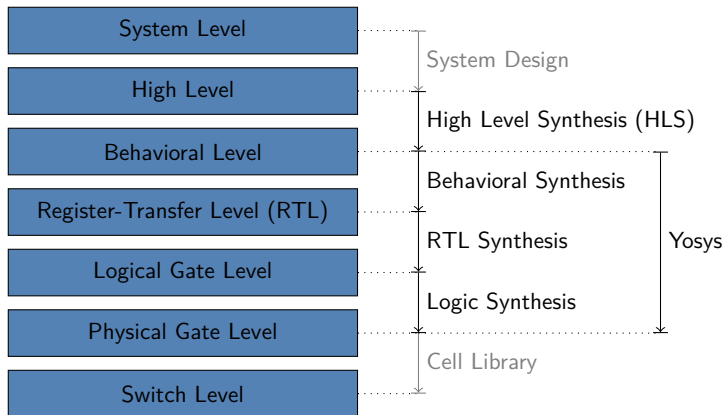 System Level
System Design
High Level
High Level Synthesis (HLS)
Behavioral Level
Behavioral Synthesis
Register-Transfer Level (RTL)
RTL Synthesis
Yosys
Logical Gate Level
Logic Synthesis
Physical Gate Level
Cell Library
Switch Level